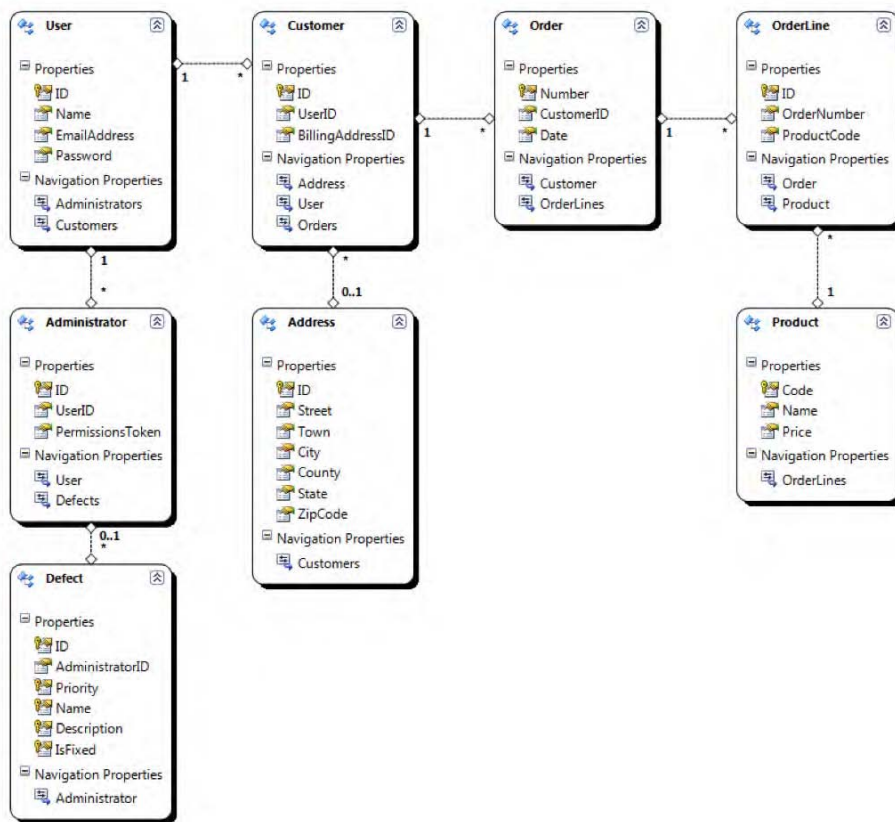 User
Properties
ID
Name
EmailAddress
Password
Navigation Properties
Administrators
Customers
1
*
Customer
Properties
ID
UserID
BillingAddressID
Navigation Properties
Address
User
Orders
1
*
Order
Properties
Number
CustomerID
Date
Navigation Properties
Customer
OrderLines
1
*
OrderLine
Properties
ID
OrderNumber
ProductCode
Navigation Properties
Order
Product
1
*
Administrator
Properties
ID
UserID
PermissionsToken
Navigation Properties
User
Defects
*
0..1
Address
Properties
ID
Street
Town
City
County
State
ZipCode
Navigation Properties
Customers
*
1
Product
Properties
Code
Name
Price
Navigation Properties
OrderLines
0..1
*
Defect
Properties
ID
AdministratorID
Priority
Name
Description
IsFixed
Navigation Properties
Administrator